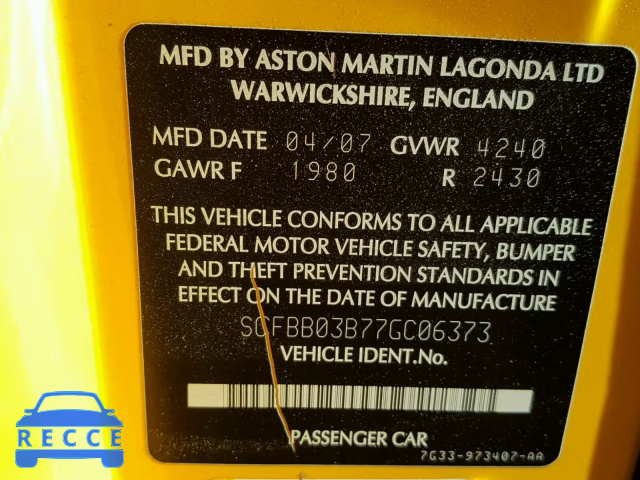 MFD BY ASTON MARTIN LAGONDA LTD
WARWICKSHIRE, ENGLAND
MFD DATE 04/07 GVWR 4240
GAWR F 1980 R 2430
THIS VEHICLE CONFORMS TO ALL APPLICABLE
FEDERAL MOTOR VEHICLE SAFETY, BUMPER
AND THEFT PREVENTION STANDARDS IN
EFFECT ON THE DATE OF MANUFACTURE
SCFBB03B77GC06373
VEHICLE IDENT.No.
PASSENGER CAR
7G33-973407-AA
RECCE